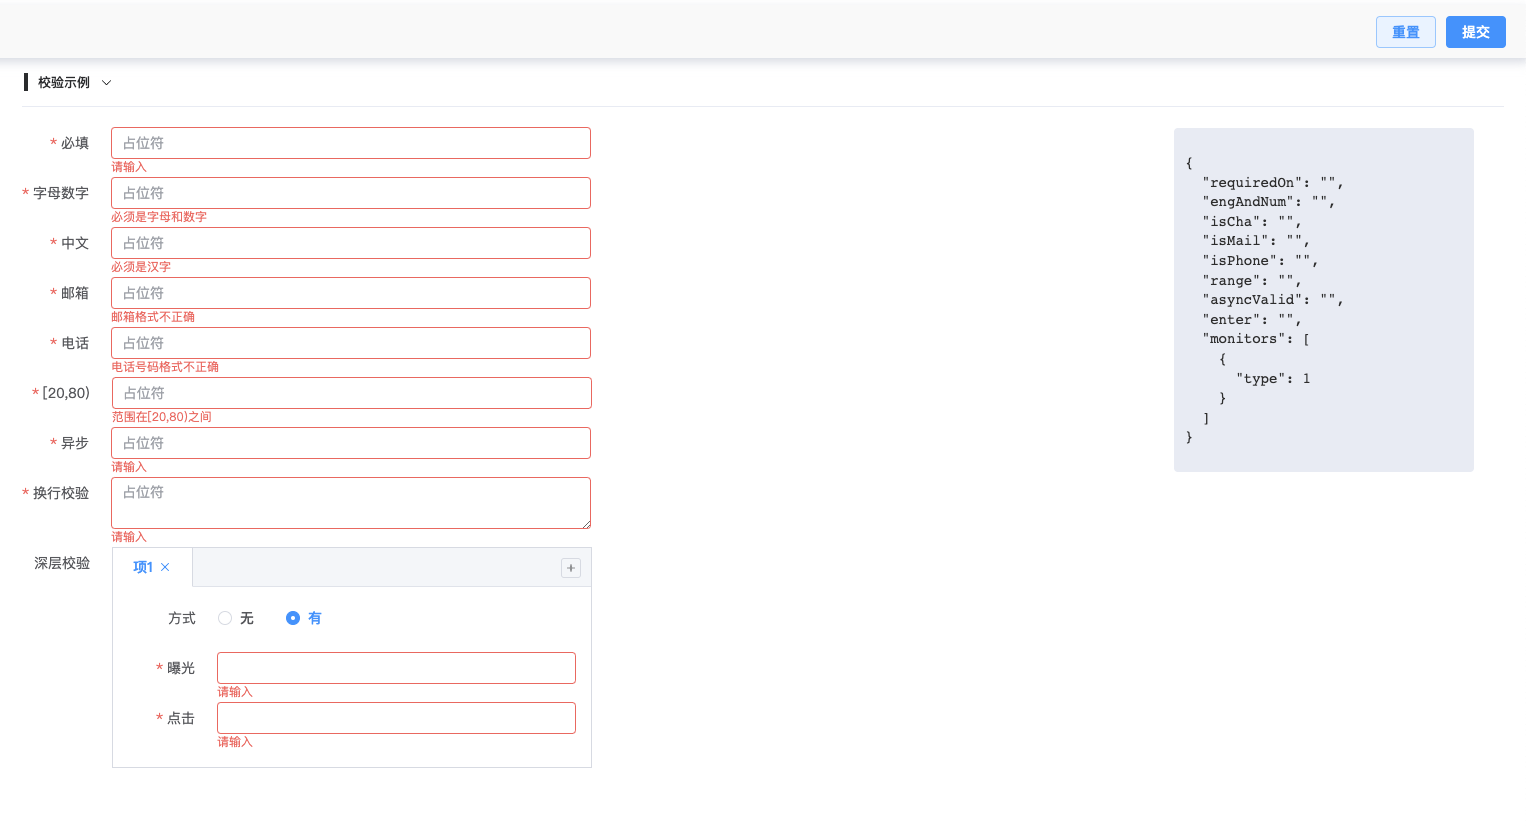 重置 提交
校验示例
* 必填 占位符
请输入
* 字母数字 占位符
必须是字母和数字
* 中文 占位符
必须是汉字
* 邮箱 占位符
邮箱格式不正确
* 电话 占位符
电话号码格式不正确
* [20,80) 占位符
范围在[20,80)之间
* 异步 占位符
请输入
* 换行校验 占位符
请输入
深层校验 项1 × +
方式 无 有
* 曝光
请输入
* 点击
请输入
{
"requiredOn": "",
"engAndNum": "",
"isCha": "",
"isMail": "",
"isPhone": "",
"range": "",
"asyncValid": "",
"enter": "",
"monitors": [
{
"type": 1
}
]
}